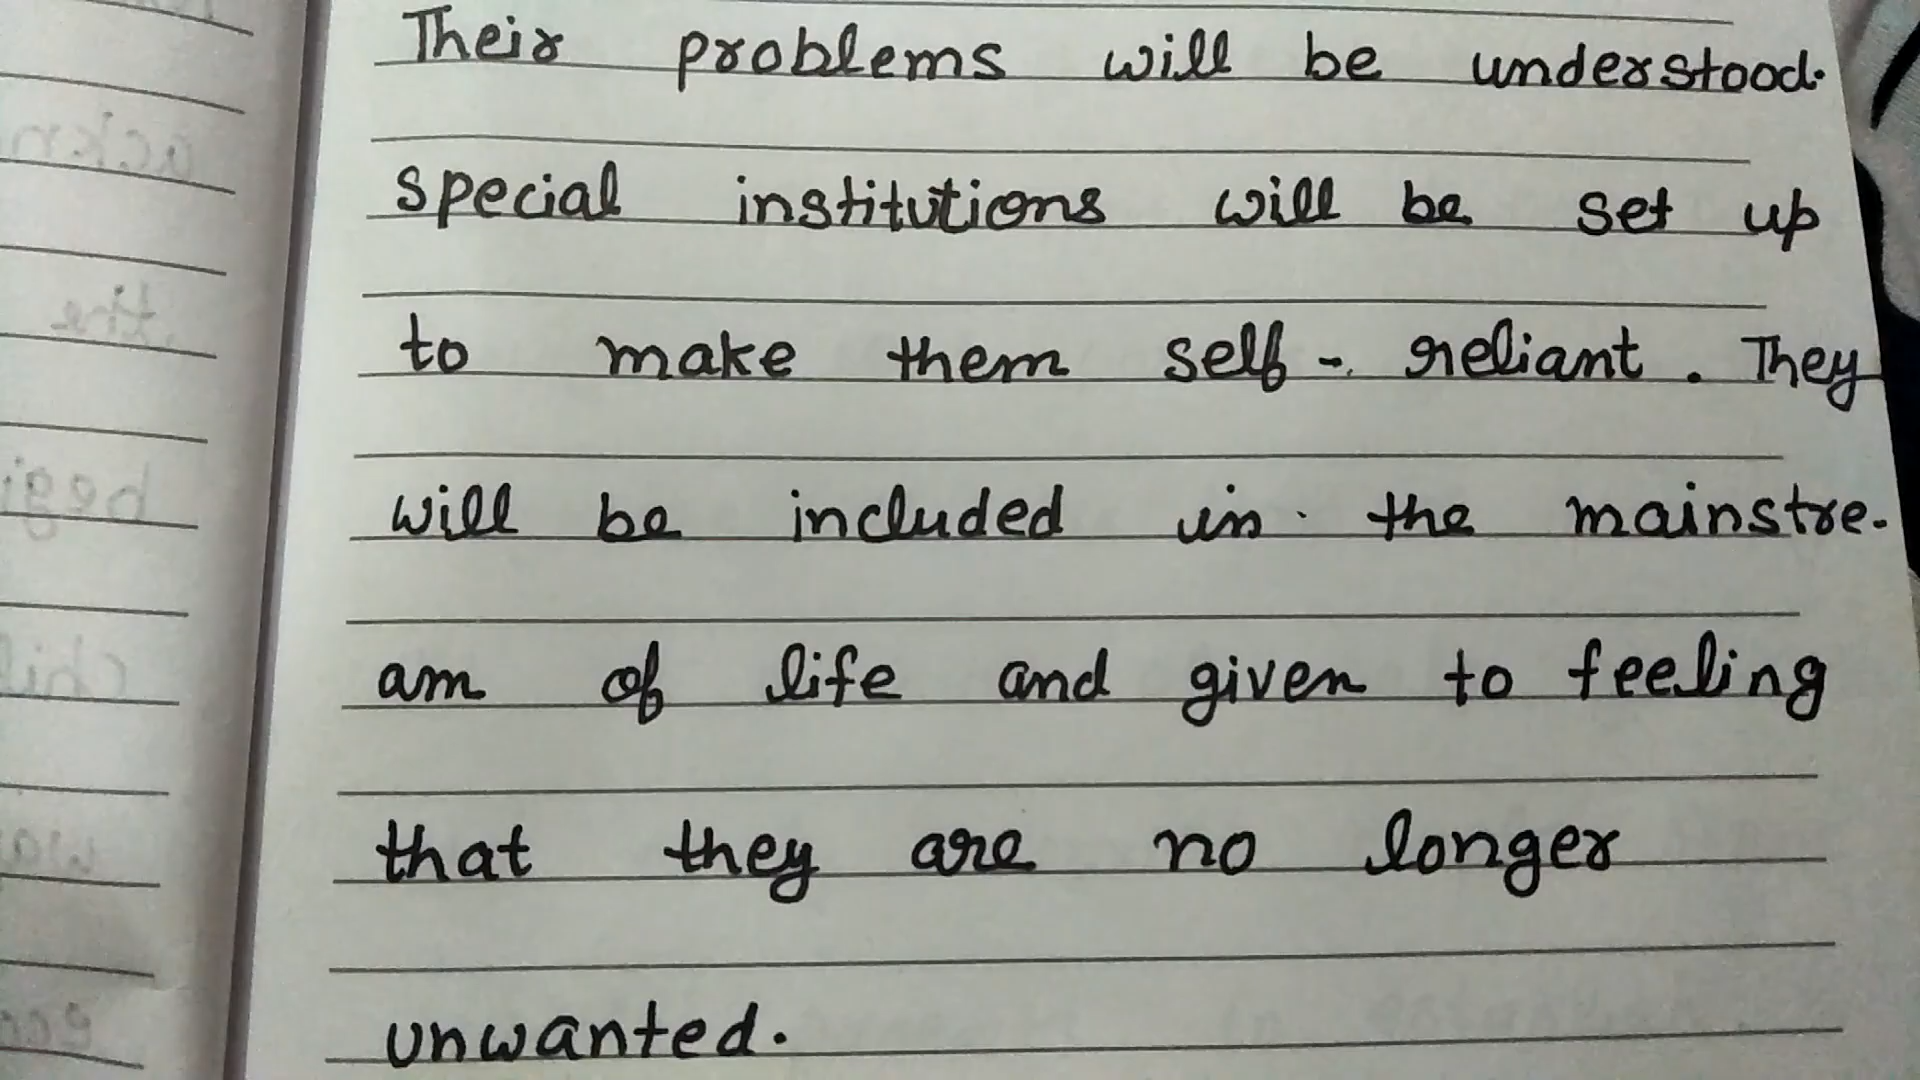 Their problems will be understood.
special institutions will be set up
to make them self - reliant. They
will be included in the mainstre-
am of life and given to feeling
that they are no longer
unwanted.